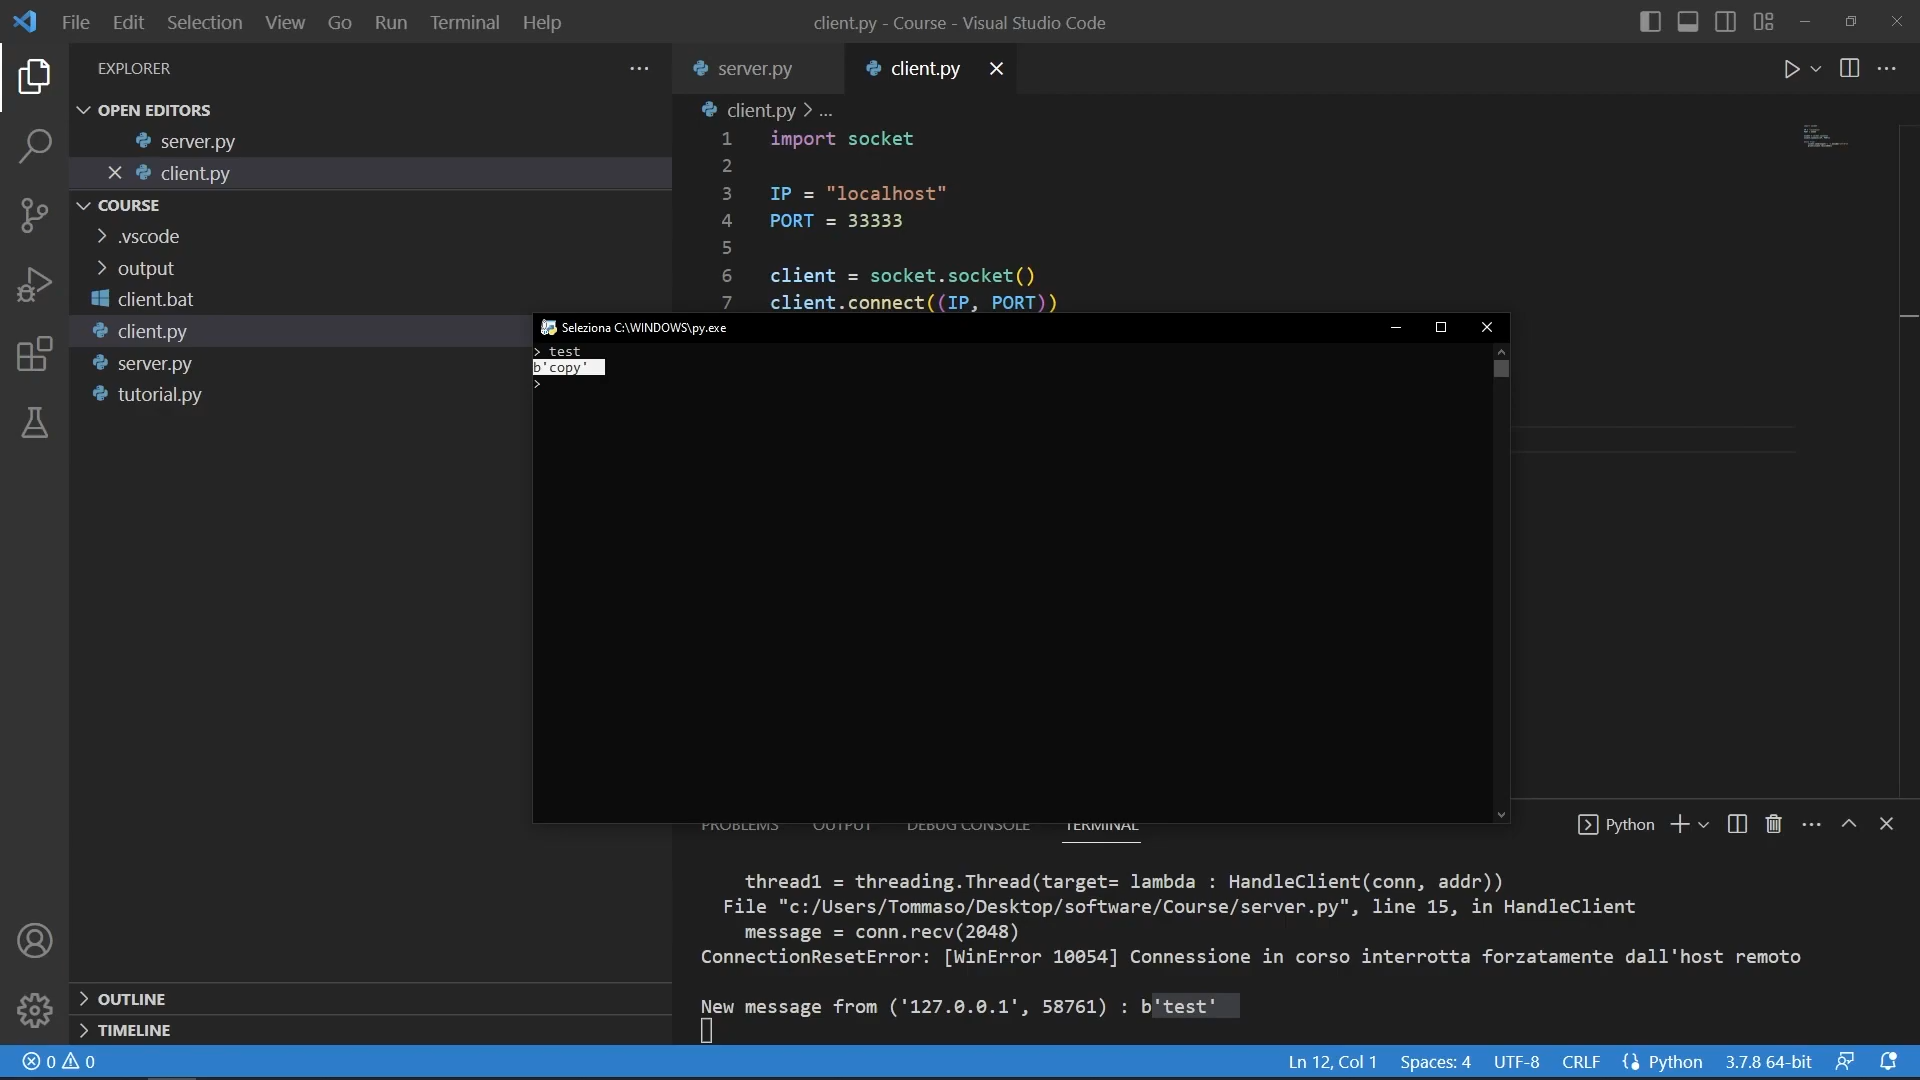 File Edit Selection View Go Run Terminal Help
client.py - Course - Visual Studio Code
EXPLORER
OPEN EDITORS
server.py
client.py
COURSE
.vscode
output
client.bat
client.py
server.py
tutorial.py
OUTLINE
TIMELINE
server.py
client.py
client.py > ...
1 import socket
2
3 IP = "localhost"
4 PORT = 33333
5
6 client = socket.socket()
7 client.connect((IP, PORT))
Seleziona C:\WINDOWS\py.exe
> test
b'copy'
>
PROBLEMS OUTPUT DEBUG CONSOLE TERMINAL
Python
thread1 = threading.Thread(target= lambda : HandleClient(conn, addr))
File "c:/Users/Tommaso/Desktop/software/Course/server.py", line 15, in HandleClient
message = conn.recv(2048)
ConnectionResetError: [WinError 10054] Connessione in corso interrotta forzatamente dall'host remoto
New message from ('127.0.0.1', 58761) : b'test'
0 0
Ln 12, Col 1 Spaces: 4 UTF-8 CRLF Python 3.7.8 64-bit